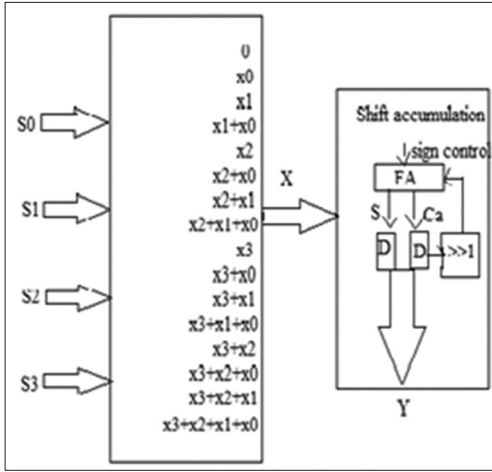 0
x0
x1
x1+x0
x2
x2+x0
x2+x1
x2+x1+x0
x3
x3+x0
x3+x1
x3+x1+x0
x3+x2
x3+x2+x0
x3+x2+x1
x3+x2+x1+x0
S0
S1
S2
S3
X
Shift accumulation
sign control
FA
S
Ca
D
D
>>1
Y